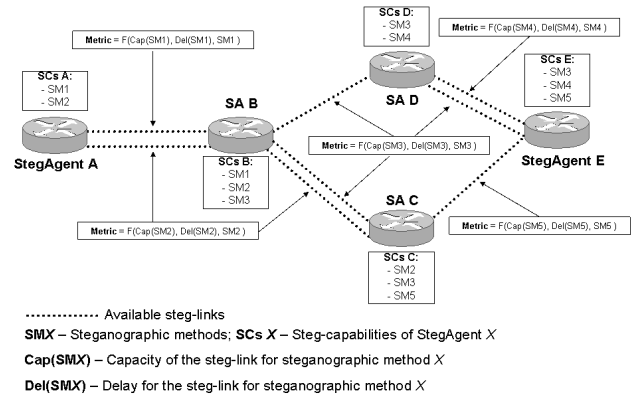 Metric = F(Cap(SM1), Del(SM1), SM1 )
SCs D:
- SM3
- SM4
Metric = F(Cap(SM4), Del(SM4), SM4 )
SCs A:
- SM1
- SM2
SCs E:
- SM3
- SM4
- SM5
SA B
SA D
StegAgent A
Metric = F(Cap(SM3), Del(SM3), SM3 )
StegAgent E
SCs B:
- SM1
- SM2
- SM3
SA C
Metric = F(Cap(SM2), Del(SM2), SM2 )
Metric = F(Cap(SM5), Del(SM5), SM5 )
SCs C:
- SM2
- SM3
- SM5
Available steg-links
SMX – Steganographic methods; SCs X – Steg-capabilities of StegAgent X
Cap(SMX) – Capacity of the steg-link for steganographic method X
Del(SMX) – Delay for the steg-link for steganographic method X